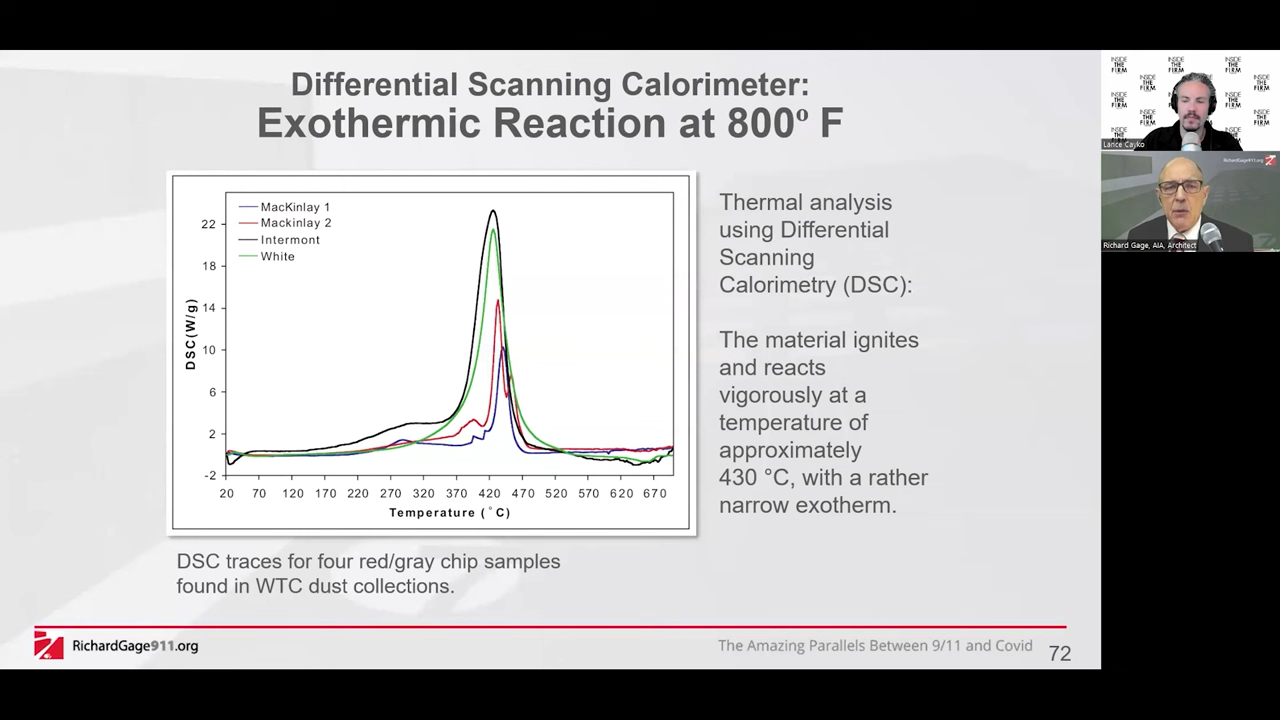 Differential Scanning Calorimeter:
Exothermic Reaction at 800º F
MacKinlay 1
Mackinlay 2
Intermont
White
DSC(W/g)
22
18
14
10
6
2
-2
20 70 120 170 220 270 320 370 420 470 520 570 620 670
Temperature (°C)
Thermal analysis
using Differential
Scanning
Calorimetry (DSC):
The material ignites
and reacts
vigorously at a
temperature of
approximately
430 °C, with a rather
narrow exotherm.
DSC traces for four red/gray chip samples
found in WTC dust collections.
RichardGage911.org
The Amazing Parallels Between 9/11 and Covid
72
INSIDE
THE
FIRM
Lance Cayko
RichardGage911.org
Richard Gage, AIA, Architect